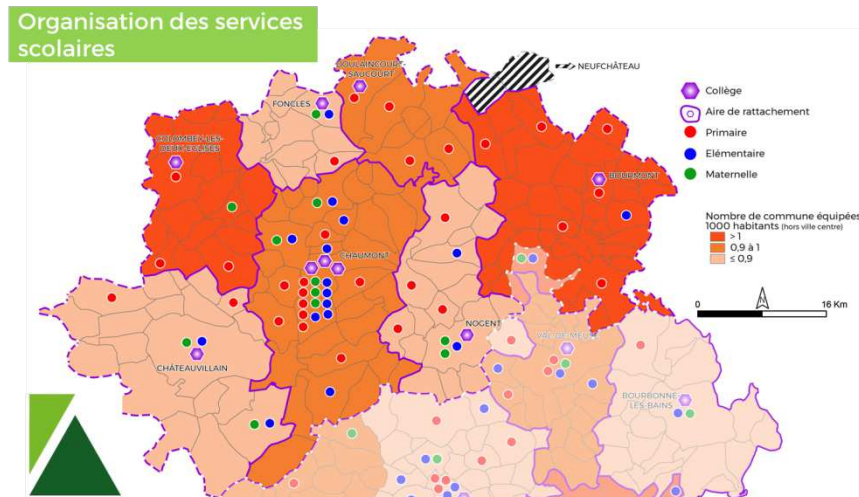 Organisation des services
scolaires
NEUFCHÂTEAU
DOULAINCOURT-
SAUCOURT
FRONCLES
COLOMBEY-LES-
DEUX-EGLISES
BOURMONT
CHAUMONT
NOGENT
CHÂTEAUVILLAIN
VAL-DE-MEUSE
BOURBONNE-
LES-BAINS
Collège
Aire de rattachement
Primaire
Elémentaire
Maternelle
Nombre de commune équipées
1000 habitants (hors ville centre)
> 1
0,9 à 1
≤ 0,9
N
0
16 Km